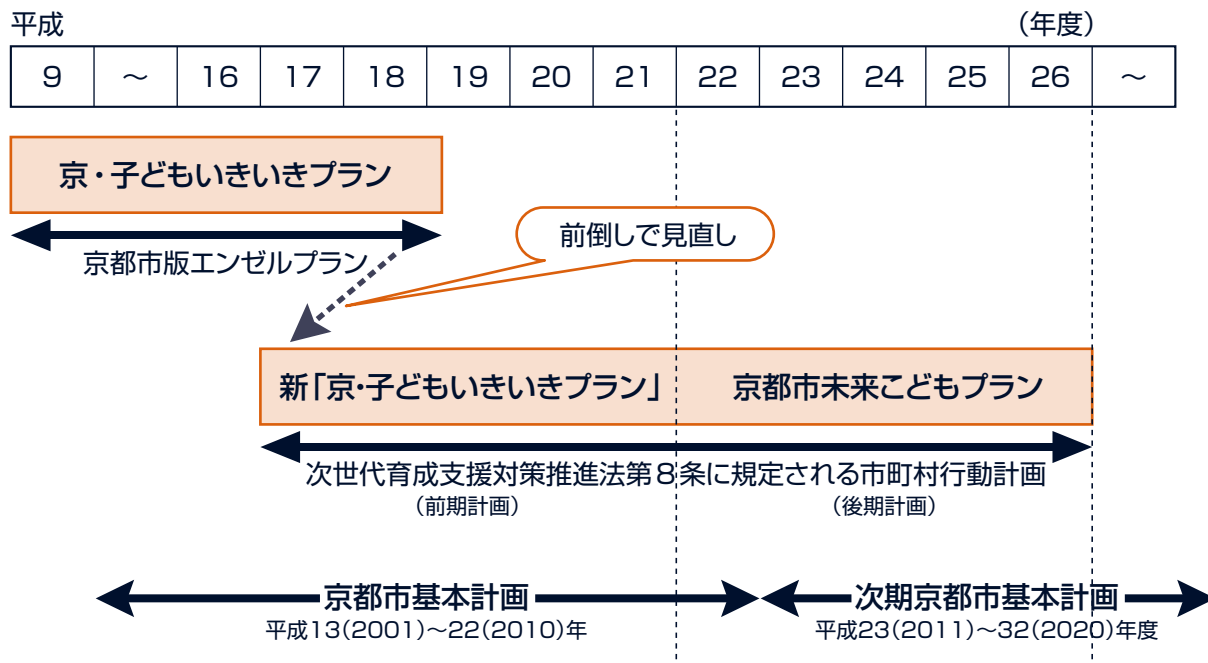 平成
（年度）
9 ～ 16 17 18 19 20 21 22 23 24 25 26 ～
京・子どもいきいきプラン
京都市版エンゼルプラン
前倒しで見直し
新「京・子どもいきいきプラン」
京都市未来こどもプラン
次世代育成支援対策推進法第８条に規定される市町村行動計画
（前期計画）
（後期計画）
京都市基本計画
平成13（2001）～22（2010）年
次期京都市基本計画
平成23（2011）～32（2020）年度